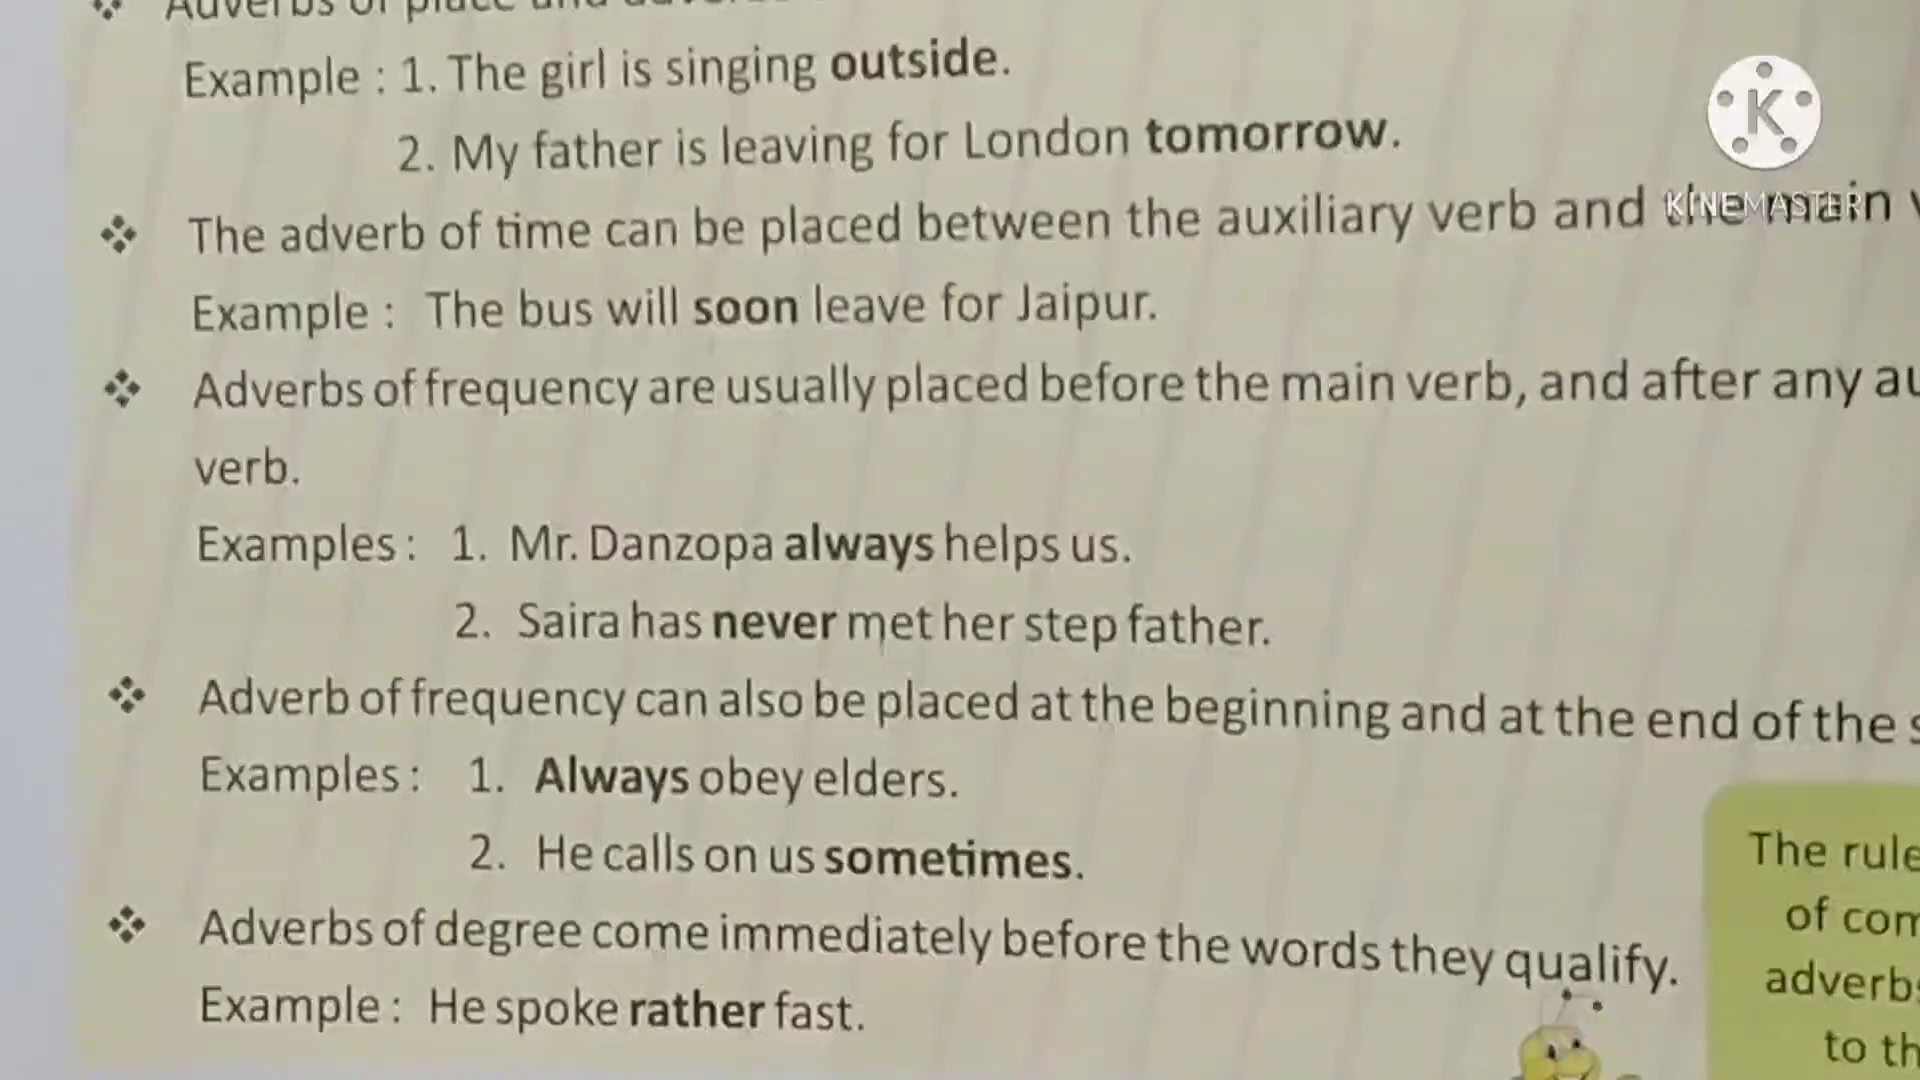 Adverbs of place and
Example : 1. The girl is singing outside.
2. My father is leaving for London tomorrow.
K
KINEMASTER
❖ The adverb of time can be placed between the auxiliary verb and the main
Example : The bus will soon leave for Jaipur.
❖ Adverbs of frequency are usually placed before the main verb, and after any au
verb.
Examples : 1. Mr. Danzopa always helps us.
2. Saira has never met her step father.
❖ Adverb of frequency can also be placed at the beginning and at the end of the s
Examples : 1. Always obey elders.
2. He calls on us sometimes.
❖ Adverbs of degree come immediately before the words they qualify.
Example : He spoke rather fast.
The rule
of com
adverbs
to th